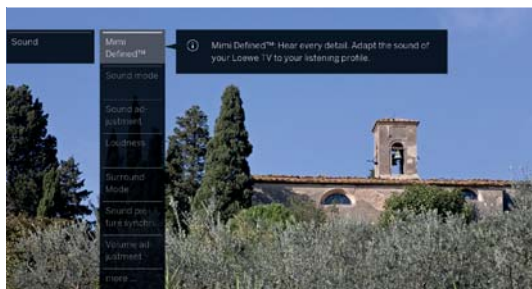 Sound
Mimi
Defined™
Mimi Defined™: Hear every detail. Adapt the sound of
your Loewe TV to your listening profile.
Sound mode
Sound ad-
justment
Loudness
Surround
Mode
Sound pic-
ture synchr.
Volume ad-
justment
more ...